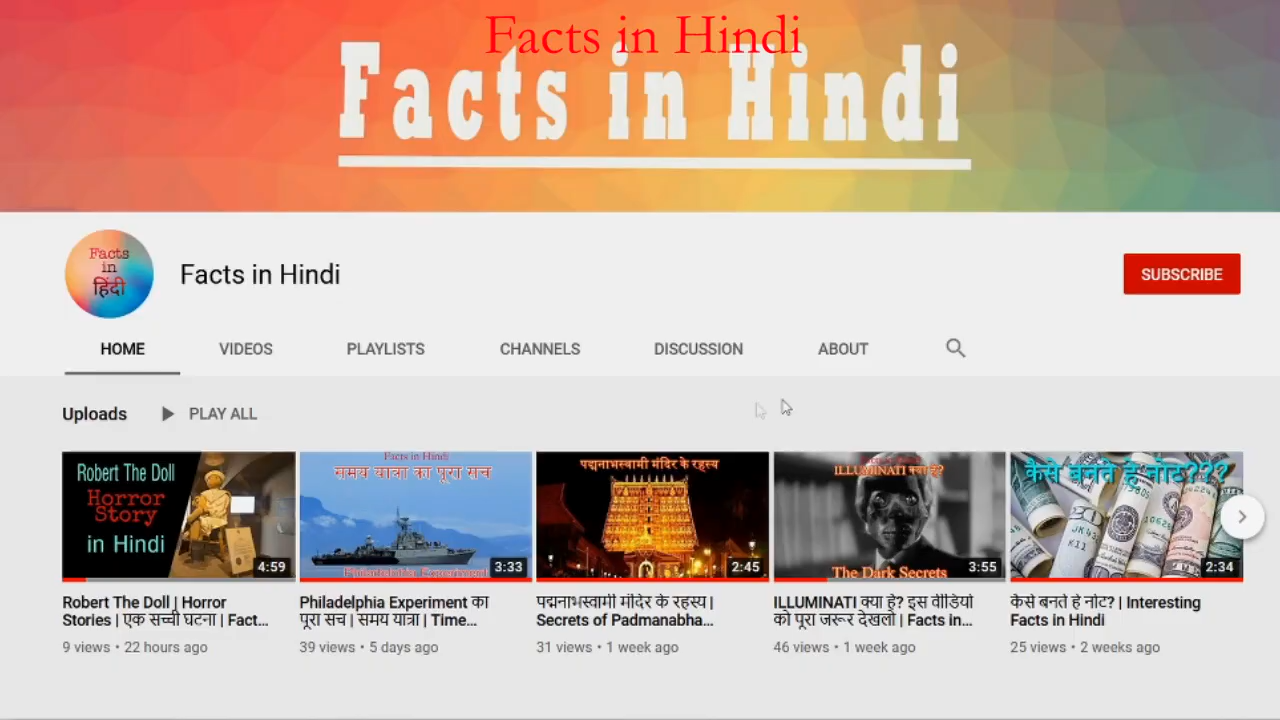 Facts in Hindi
Facts in Hindi
Facts
in
हिंदी
Facts in Hindi
SUBSCRIBE
HOME VIDEOS PLAYLISTS CHANNELS DISCUSSION ABOUT
Uploads PLAY ALL
Robert The Doll
Horror
Story
in Hindi
4:59
Facts in Hindi
समय यात्रा का पूरा सच
Philadelphia Experiment
3:33
पद्मनाभस्वामी मंदिर के रहस्य
2:45
ILLUMINATI क्या है?
The Dark Secrets
3:55
कैसे बनते हे नोट???
2:34
Robert The Doll | Horror
Stories | एक सच्ची घटना | Fact...
9 views • 22 hours ago
Philadelphia Experiment का
पूरा सच | समय यात्रा | Time...
39 views • 5 days ago
पद्मनाभस्वामी मंदिर के रहस्य |
Secrets of Padmanabha...
31 views • 1 week ago
ILLUMINATI क्या है? इस वीडियो
को पूरा जरूर देखलो | Facts in...
46 views • 1 week ago
कैसे बनते हे नोट? | Interesting
Facts in Hindi
25 views • 2 weeks ago